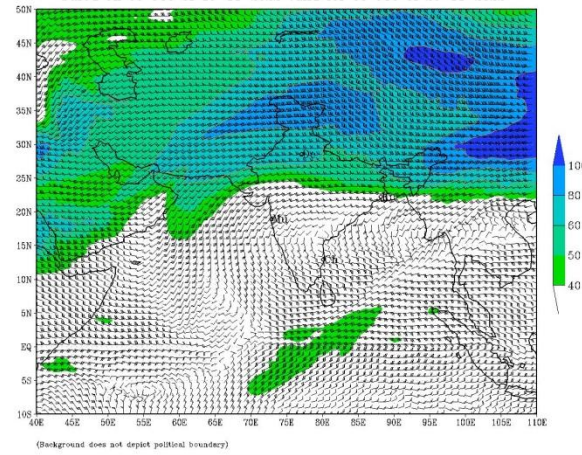 50N
45N
40N
35N
30N
25N
20N
15N
10N
5N
EQ
5S
10S
40E 45E 50E 55E 60E 65E 70E 75E 80E 85E 90E 95E 100E 105E 110E
80
60
50
40
(Background does not depict political boundary)